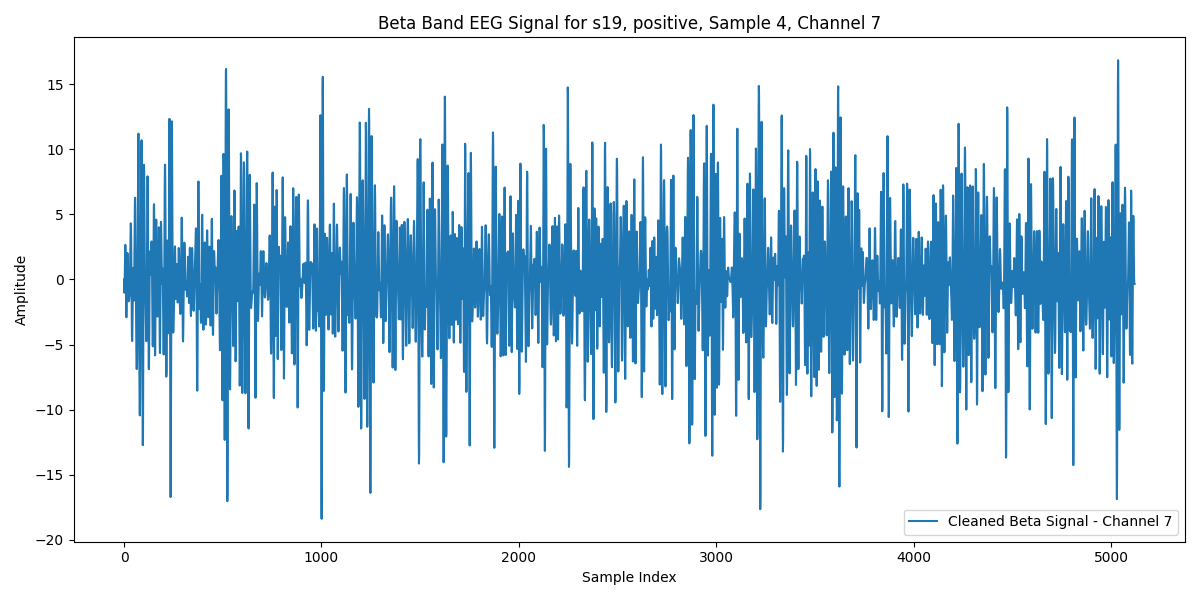 Beta Band EEG Signal for s19, positive, Sample 4, Channel 7
Amplitude
15
10
5
0
−5
−10
−15
−20
0 1000 2000 3000 4000 5000
Sample Index
Cleaned Beta Signal - Channel 7